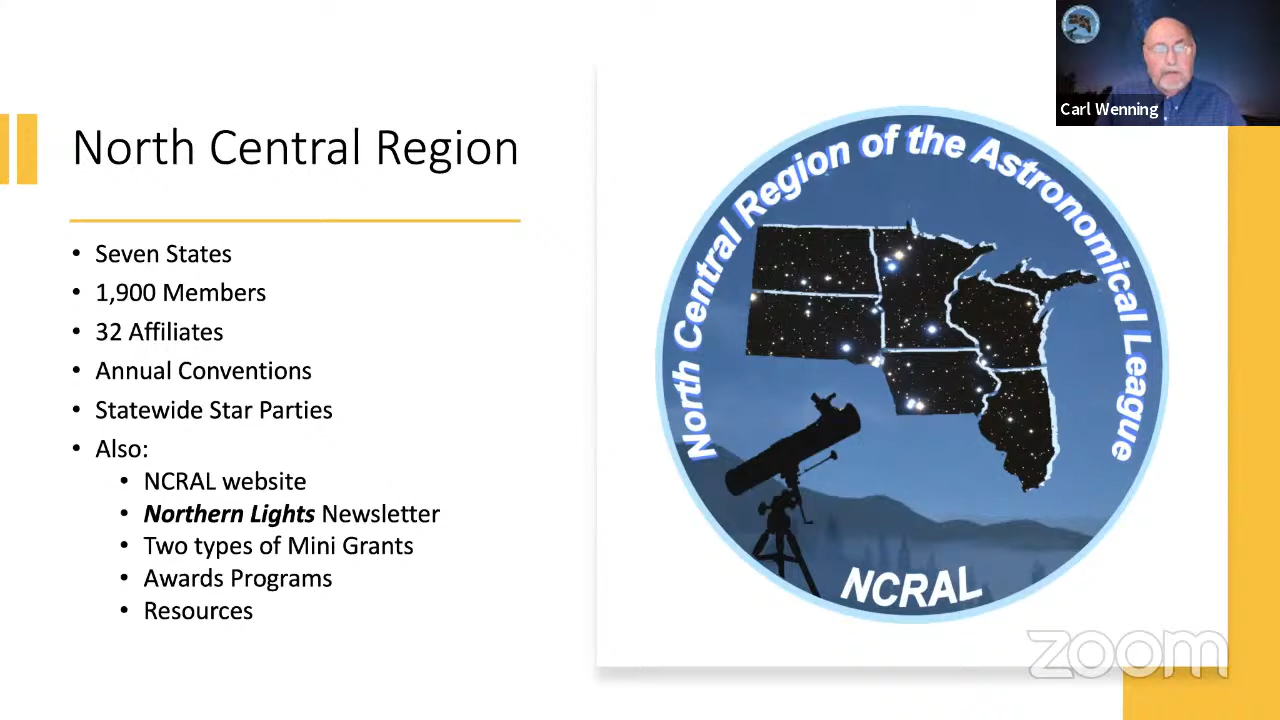 Carl Wenning
North Central Region
Seven States
1,900 Members
32 Affiliates
Annual Conventions
Statewide Star Parties
Also:
NCRAL website
Northern Lights Newsletter
Two types of Mini Grants
Awards Programs
Resources
North Central Region of the Astronomical League
NCRAL
zoom